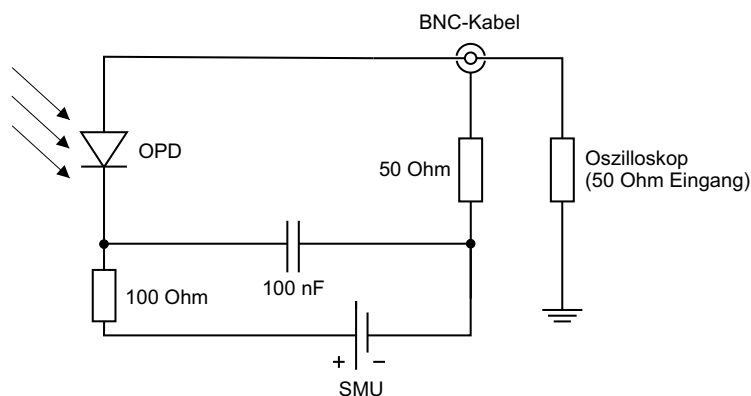 BNC-Kabel
OPD
50 Ohm
Oszilloskop
(50 Ohm Eingang)
100 nF
100 Ohm
+ −
SMU